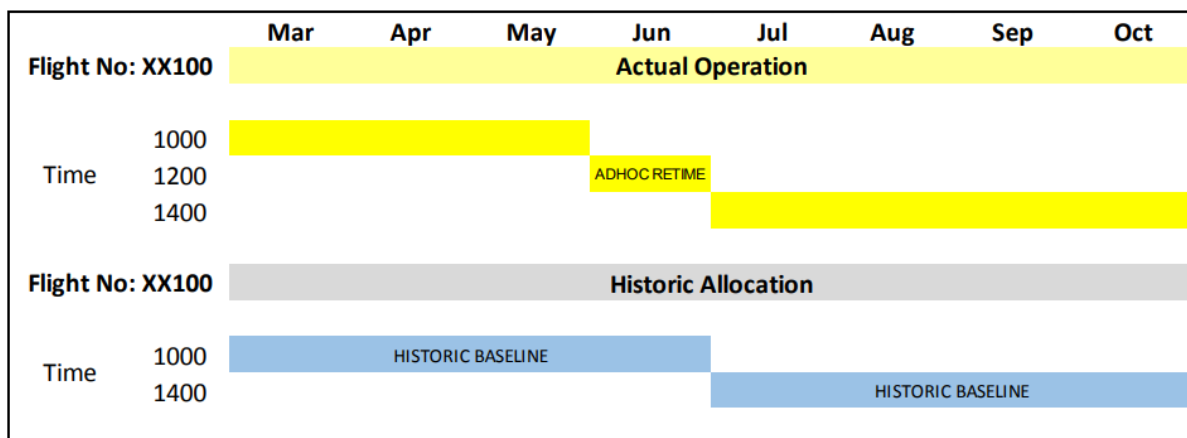 Mar Apr May Jun Jul Aug Sep Oct
Flight No: XX100 Actual Operation
1000
Time 1200 ADHOC RETIME
1400
Flight No: XX100 Historic Allocation
1000 HISTORIC BASELINE
Time
1400 HISTORIC BASELINE